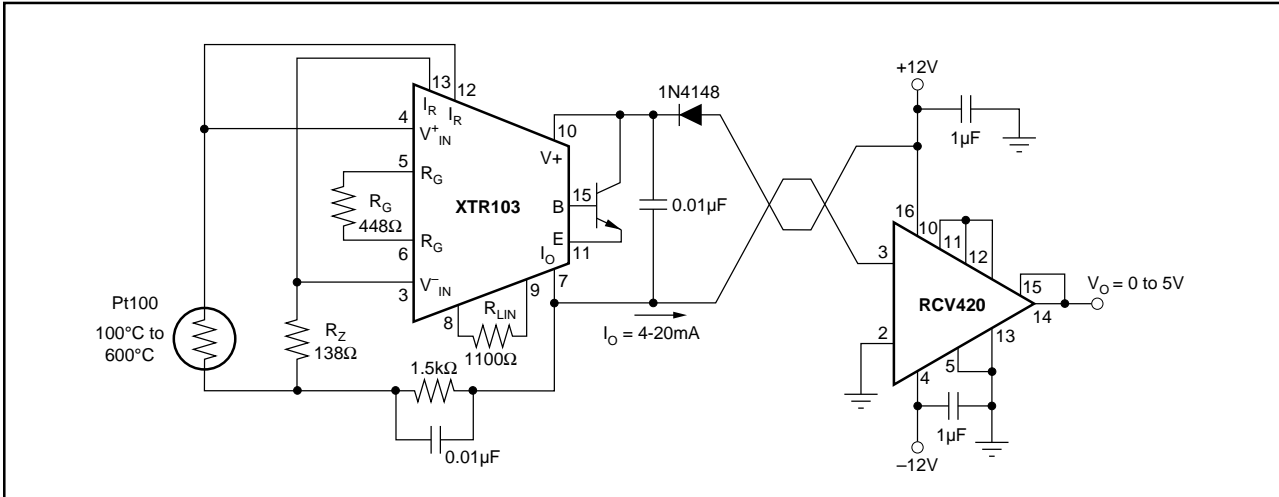 13
12
I_R
I_R
4
V⁺_IN
10
V+
5
R_G
R_G
448Ω
XTR103
B
15
E
11
R_G
6
I_O
7
V⁻_IN
3
9
8
R_LIN
1100Ω
Pt100
100°C to
600°C
R_Z
138Ω
1.5kΩ
0.01µF
1N4148
0.01µF
I_O = 4-20mA
+12V
1µF
16
10
11
12
3
15
RCV420
14
V_O = 0 to 5V
2
13
5
4
1µF
–12V